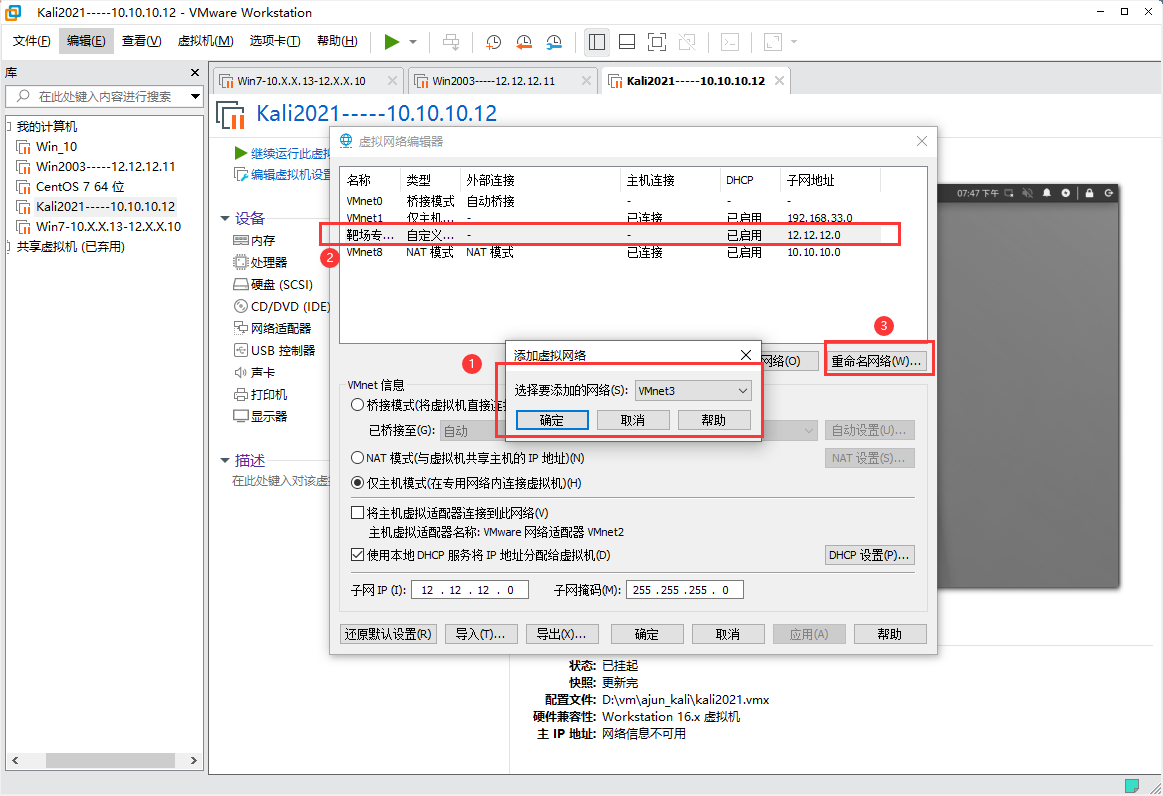 Kali2021-----10.10.10.12 - VMware Workstation
文件(F) 编辑(E) 查看(V) 虚拟机(M) 选项卡(T) 帮助(H)
库
在此处键入内容进行搜索
我的计算机
Win_10
Win2003-----12.12.12.11
CentOS 7 64 位
Kali2021-----10.10.10.12
Win7-10.X.X.13-12.X.X.10
共享虚拟机 (已弃用)
Win7-10.X.X.13-12.X.X.10 Win2003-----12.12.12.11 Kali2021-----10.10.10.12
Kali2021-----10.10.10.12
继续运行此虚拟
编辑虚拟机设置
设备
内存
处理器
硬盘 (SCSI)
CD/DVD (IDE)
网络适配器
USB 控制器
声卡
打印机
显示器
描述
在此处键入对该虚
07:47 下午
虚拟网络编辑器
名称 类型 外部连接 主机连接 DHCP 子网地址
VMnet0 桥接模式 自动桥接 - - -
VMnet1 仅主机... - 已连接 已启用 192.168.33.0
靶场专... 自定义... - - 已启用 12.12.12.0
VMnet8 NAT 模式 NAT 模式 已连接 已启用 10.10.10.0
2
3
1
网络(O) 重命名网络(W)...
添加虚拟网络
选择要添加的网络(S): VMnet3
确定 取消 帮助
VMnet 信息
桥接模式(将虚拟机直接连接
已桥接至(G): 自动 自动设置(U)...
NAT 模式(与虚拟机共享主机的 IP 地址)(N) NAT 设置(S)...
仅主机模式(在专用网络内连接虚拟机)(H)
将主机虚拟适配器连接到此网络(V)
主机虚拟适配器名称: VMware 网络适配器 VMnet2
使用本地 DHCP 服务将 IP 地址分配给虚拟机(D) DHCP 设置(P)...
子网 IP (I): 12 . 12 . 12 . 0 子网掩码(M): 255 .255 .255 . 0
还原默认设置(R) 导入(T)... 导出(X)... 确定 取消 应用(A) 帮助
状态: 已挂起
快照: 更新完
配置文件: D:\vm\ajun_kali\kali2021.vmx
硬件兼容性: Workstation 16.x 虚拟机
主 IP 地址: 网络信息不可用